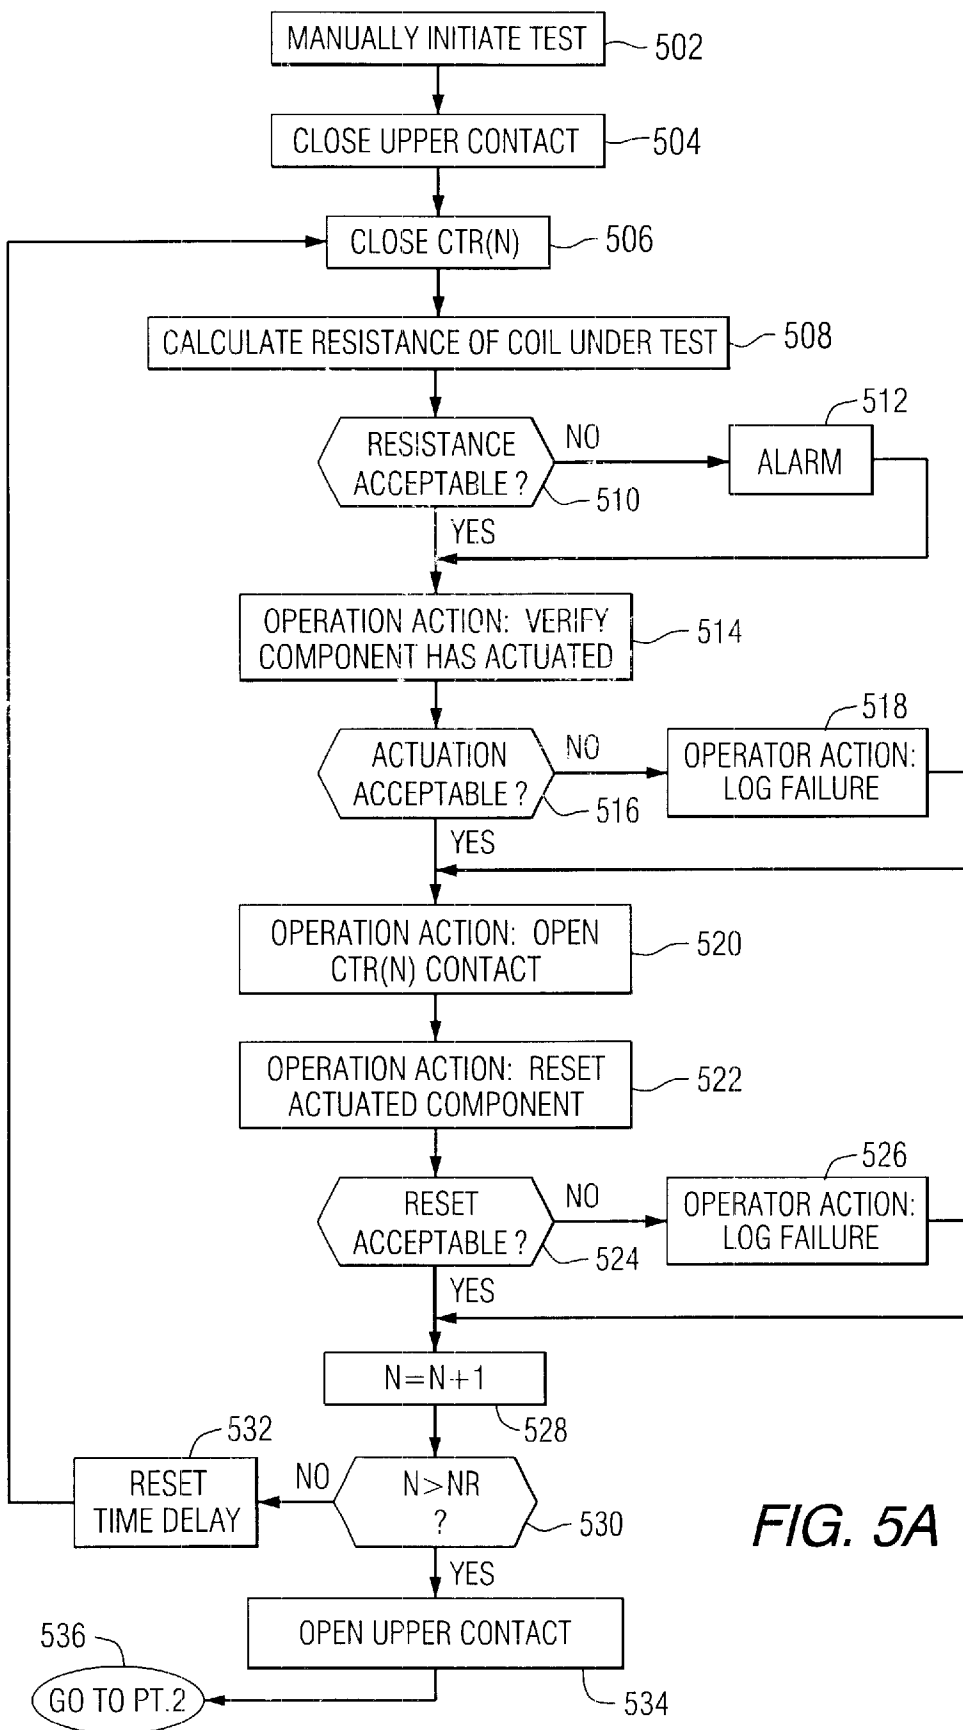 MANUALLY INITIATE TEST
502
CLOSE UPPER CONTACT
504
CLOSE CTR(N)
506
CALCULATE RESISTANCE OF COIL UNDER TEST
508
RESISTANCE
ACCEPTABLE ?
510
NO
512
ALARM
YES
OPERATION ACTION: VERIFY
COMPONENT HAS ACTUATED
514
ACTUATION
ACCEPTABLE ?
516
NO
518
OPERATOR ACTION:
LOG FAILURE
YES
OPERATION ACTION: OPEN
CTR(N) CONTACT
520
OPERATION ACTION: RESET
ACTUATED COMPONENT
522
RESET
ACCEPTABLE ?
524
NO
526
OPERATOR ACTION:
LOG FAILURE
YES
N=N+1
528
N>NR
?
530
NO
532
RESET
TIME DELAY
YES
OPEN UPPER CONTACT
534
536
GO TO PT.2
FIG. 5A